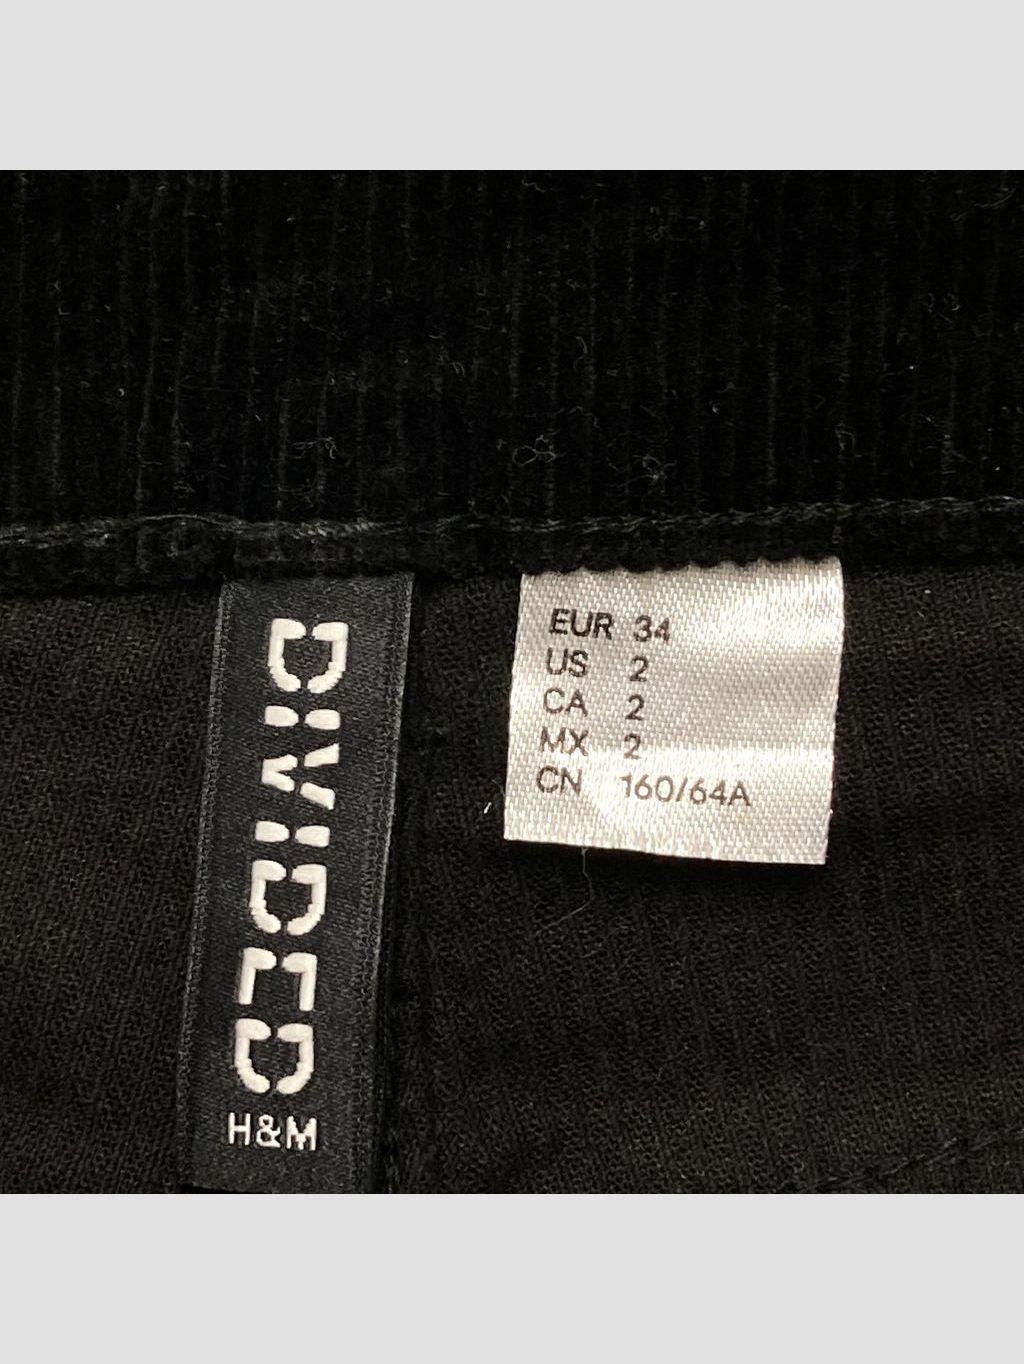 DIVIDED
H&M
EUR 34
US 2
CA 2
MX 2
CN 160/64A